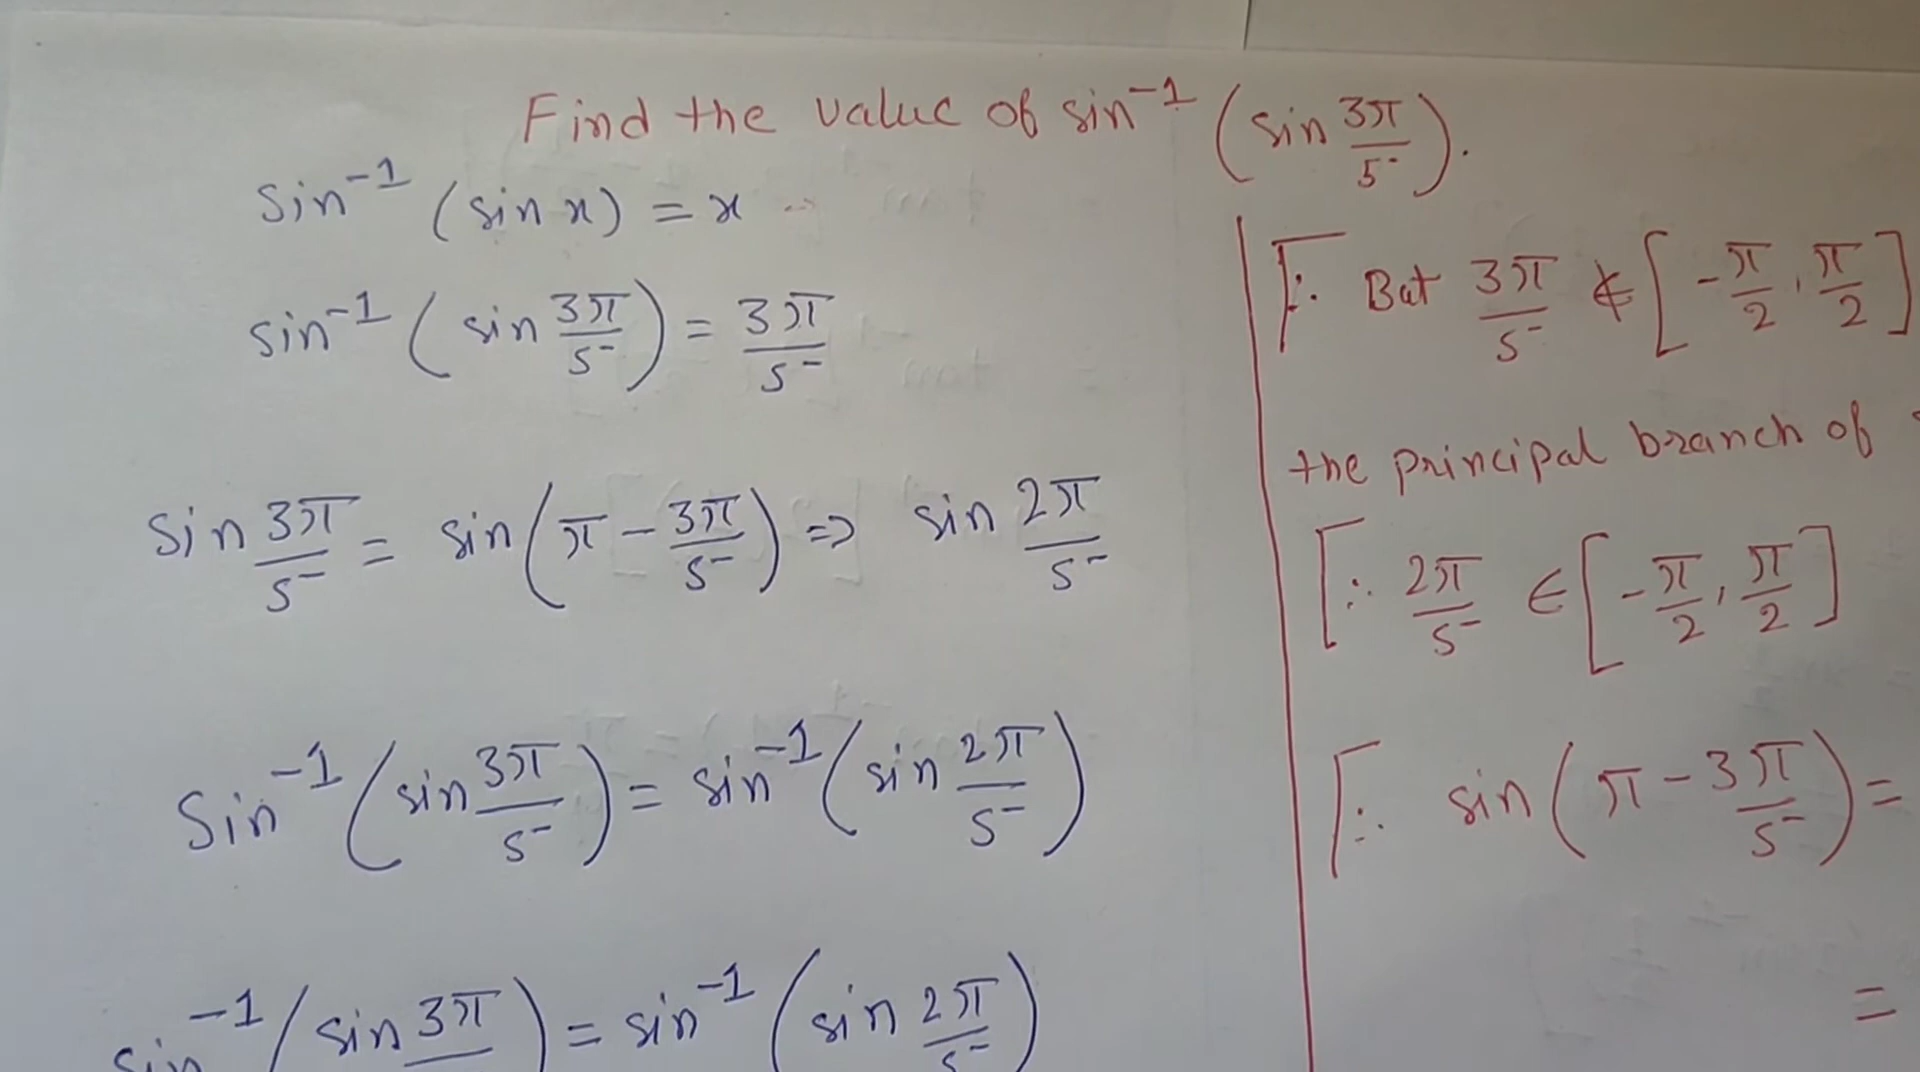 Find the value of sin⁻¹ (sin 3π/5).
Sin⁻¹ (sin x) = x
sin⁻¹ (sin 3π/5) = 3π/5
Sin 3π/5 = sin (π - 3π/5) ⇒ sin 2π/5
Sin⁻¹ (sin 3π/5) = sin⁻¹ (sin 2π/5)
sin⁻¹ (sin 3π = sin⁻¹ (sin 2π/5)
[∵ But 3π/5 ∉ [-π/2, π/2]
the principal branch of
[∵ 2π/5 ∈ [-π/2, π/2]
[∵ sin (π - 3π/5) =
=